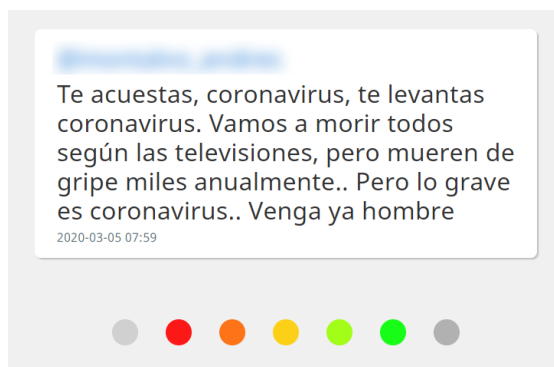 Te acuestas, coronavirus, te levantas
coronavirus. Vamos a morir todos
según las televisiones, pero mueren de
gripe miles anualmente.. Pero lo grave
es coronavirus.. Venga ya hombre
2020-03-05 07:59